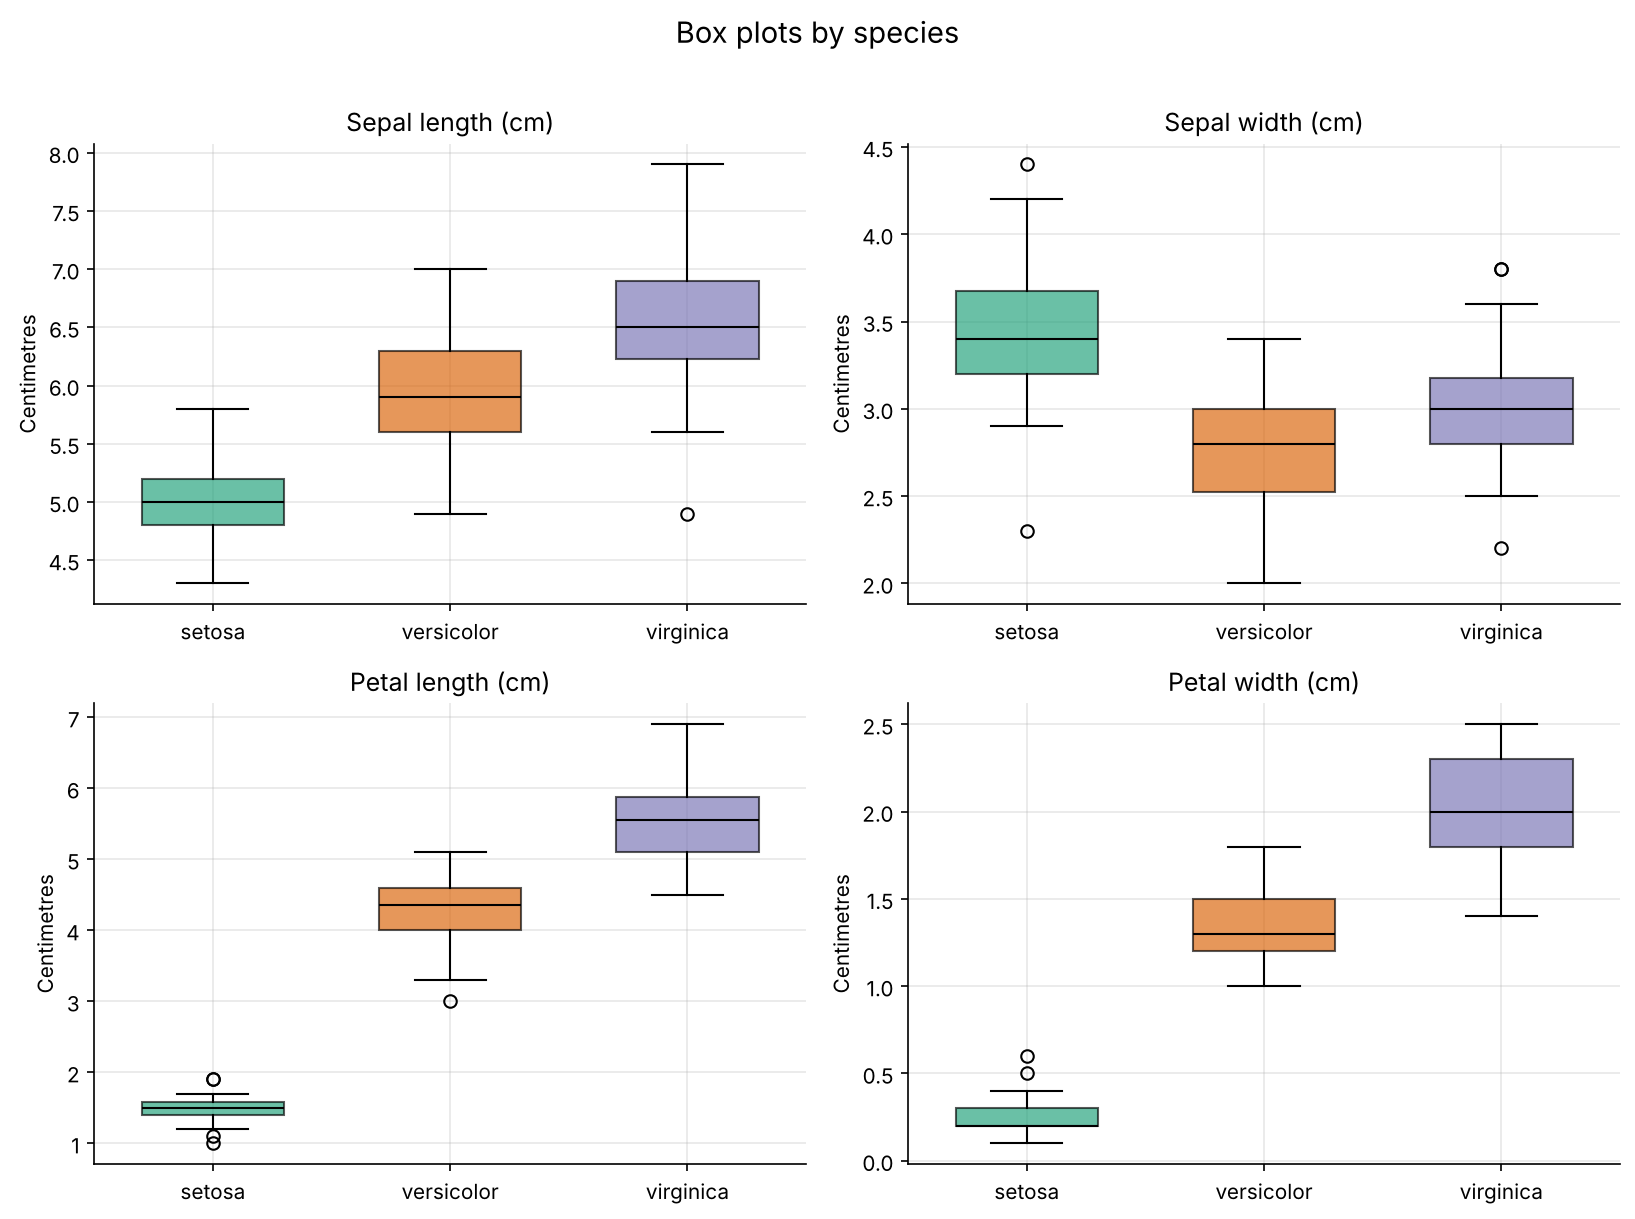 Box plots by species
Sepal length (cm)
Centimetres
8.0
7.5
7.0
6.5
6.0
5.5
5.0
4.5
setosa
versicolor
virginica
Sepal width (cm)
Centimetres
4.5
4.0
3.5
3.0
2.5
2.0
setosa
versicolor
virginica
Petal length (cm)
Centimetres
7
6
5
4
3
2
1
setosa
versicolor
virginica
Petal width (cm)
Centimetres
2.5
2.0
1.5
1.0
0.5
0.0
setosa
versicolor
virginica